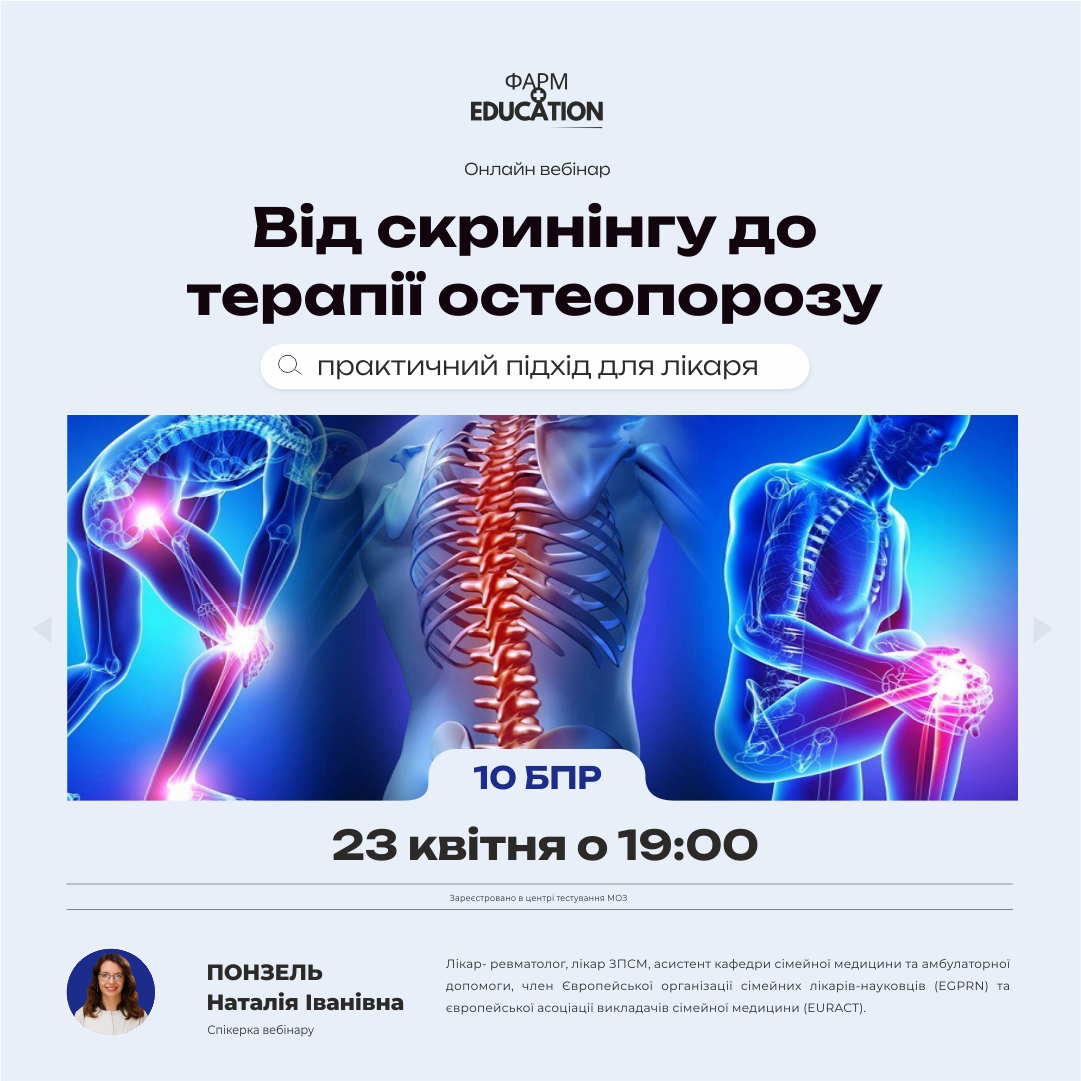 ФАРМ
EDUCATION
Онлайн вебінар
Від скринінгу до
терапії остеопорозу
практичний підхід для лікаря
10 БПР
23 квітня о 19:00
Зареєстровано в центрі тестування МОЗ
ПОНЗЕЛЬ
Наталія Іванівна
Спікерка вебінару
Лікар- ревматолог, лікар ЗПСМ, асистент кафедри сімейної медицини та амбулаторної
допомоги, член Європейської організації сімейних лікарів-науковців (EGPRN) та
європейської асоціації викладачів сімейної медицини (EURACT).